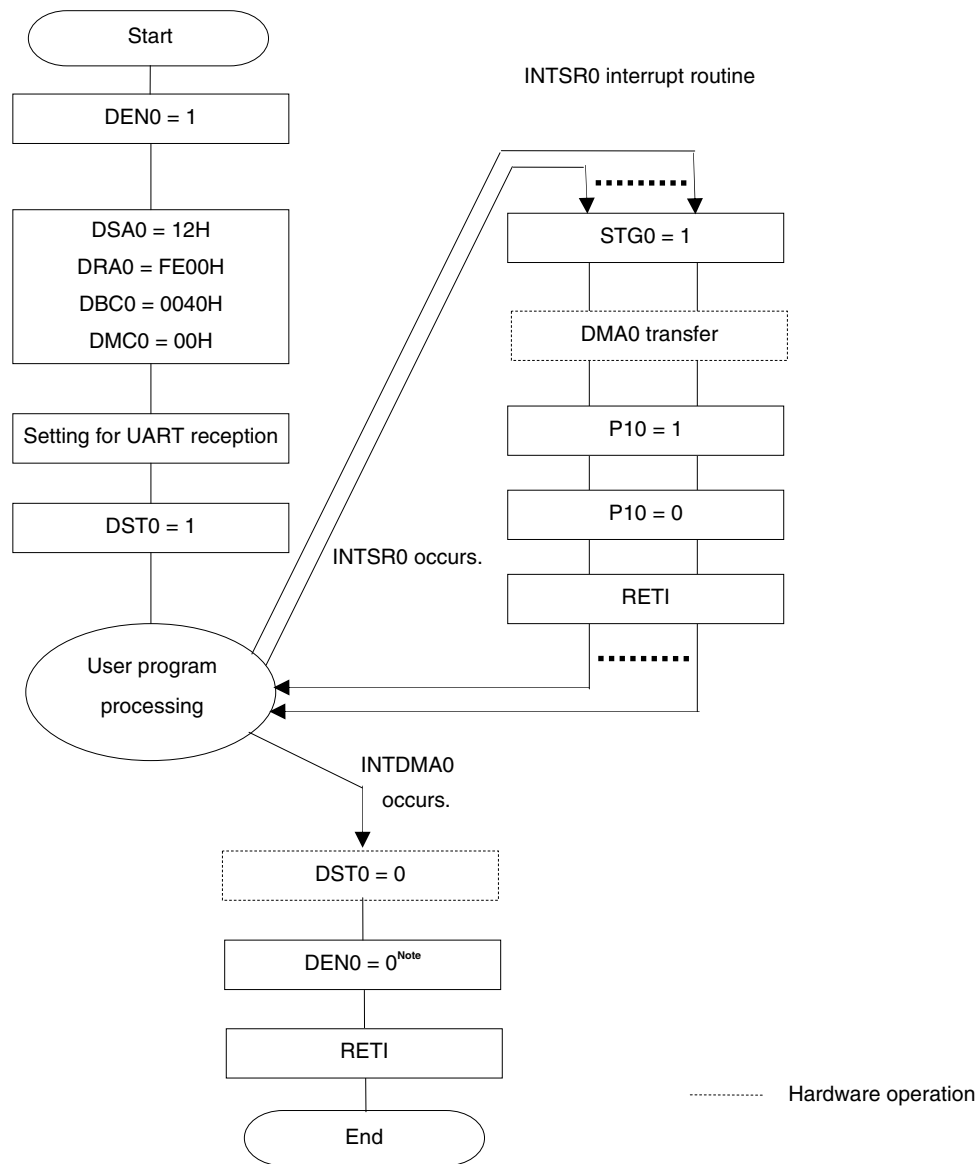 Start
DEN0 = 1
DSA0 = 12H
DRA0 = FE00H
DBC0 = 0040H
DMC0 = 00H
Setting for UART reception
DST0 = 1
User program
processing
INTSR0 interrupt routine
STG0 = 1
DMA0 transfer
P10 = 1
P10 = 0
RETI
INTSR0 occurs.
INTDMA0
occurs.
DST0 = 0
DEN0 = 0Note
RETI
End
Hardware operation